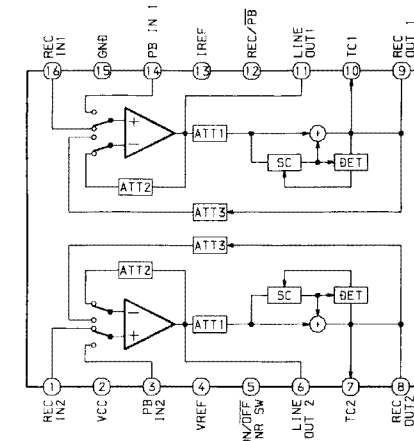 REC IN1
GND
PB IN 1
IREF
REC/PB
LINE OUT1
TC1
REC OUT 1
16
15
14
13
12
11
10
9
+
−
ATT1
+
SC
DET
ATT2
ATT3
ATT3
ATT2
SC
DET
−
+
ATT1
+
1
2
3
4
5
6
7
8
REC IN2
VCC
PB IN2
VREF
ON/OFF NR SW
LINE OUT 2
TC2
REC OUT2